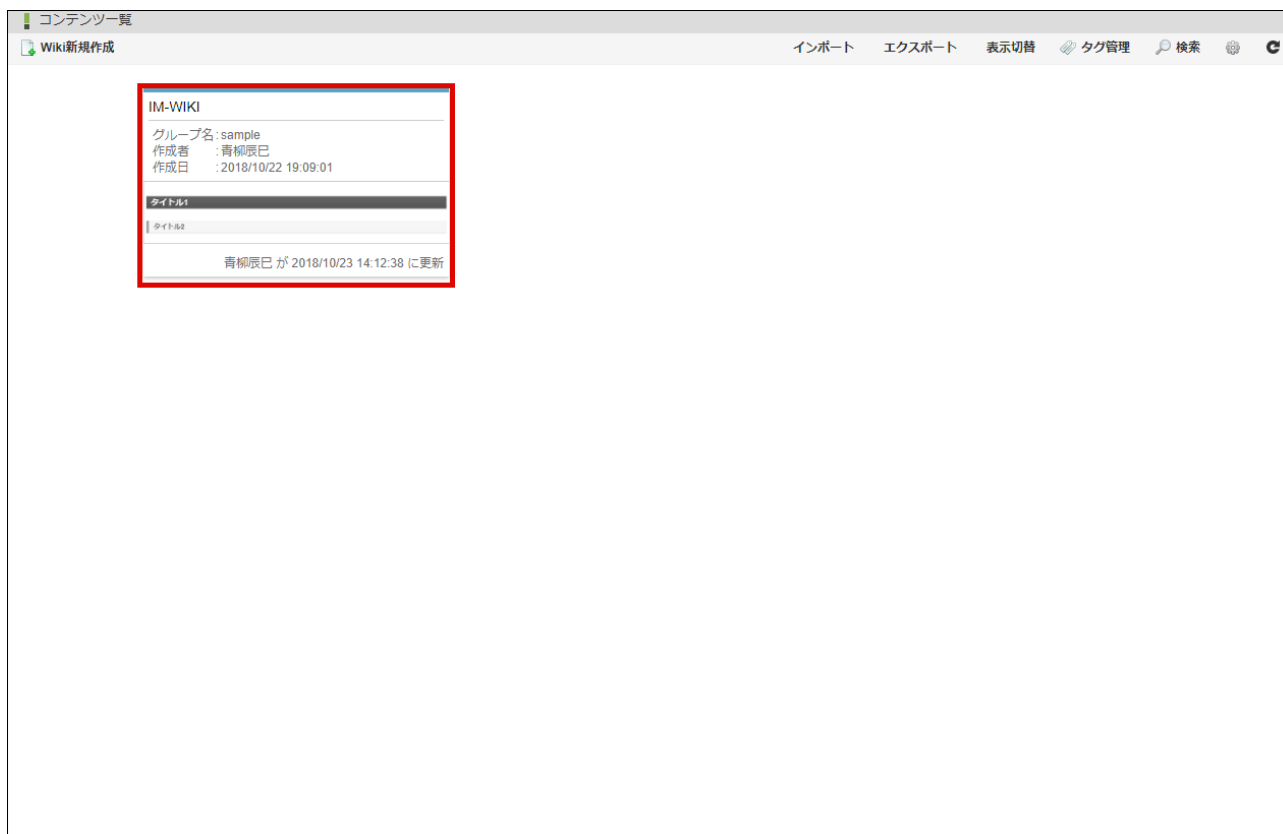 コンテンツ一覧
Wiki新規作成 インポート エクスポート 表示切替 タグ管理 検索
IM-WIKI
グループ名 : sample
作成者 : 青柳辰巳
作成日 : 2018/10/22 19:09:01
タイトル1
タイトル2
青柳辰巳 が 2018/10/23 14:12:38 に更新